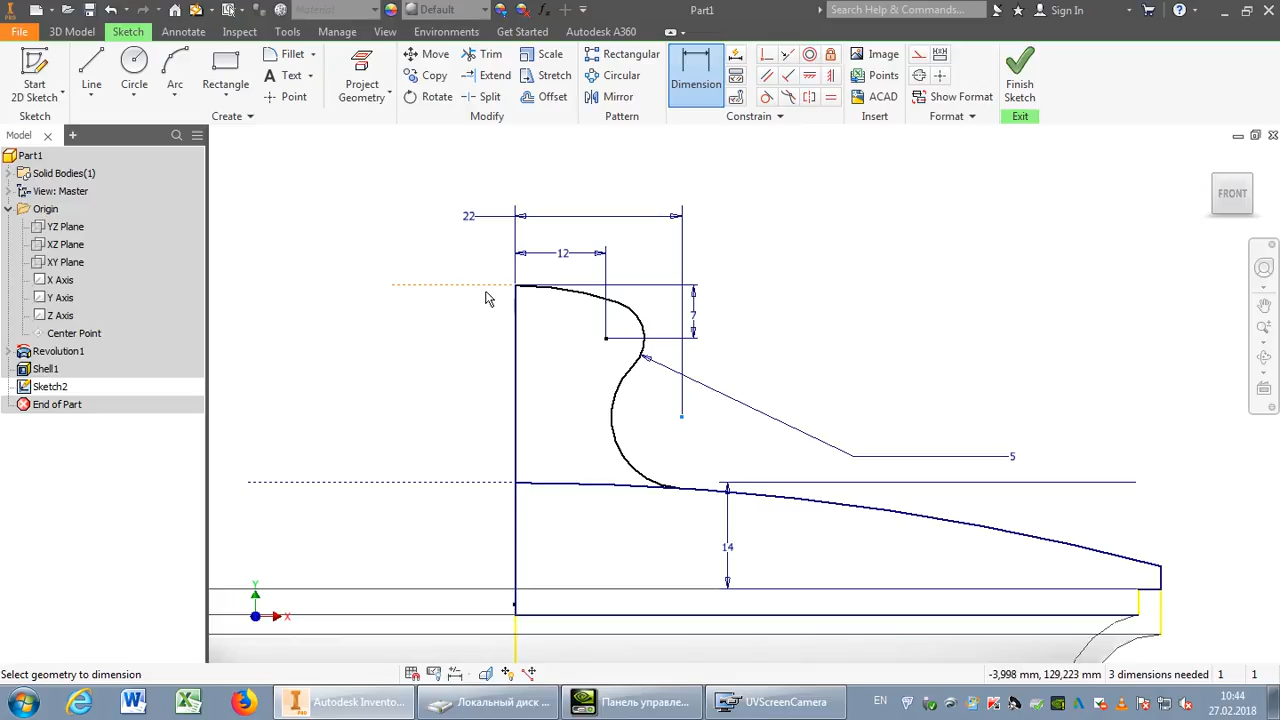 Material
Default
Part1
Search Help & Commands...
Sign In
PRO
File
3D Model
Sketch
Annotate
Inspect
Tools
Manage
View
Environments
Get Started
Autodesk A360
Start
2D Sketch
Line
Circle
Arc
Rectangle
Fillet
Text
Point
Project
Geometry
Move
Copy
Rotate
Trim
Extend
Split
Scale
Stretch
Offset
Rectangular
Circular
Mirror
Dimension
Image
Points
ACAD
Show Format
Finish
Sketch
Sketch
Create
Modify
Pattern
Constrain
Insert
Format
Exit
Model
Part1
Solid Bodies(1)
View: Master
Origin
YZ Plane
XZ Plane
XY Plane
X Axis
Y Axis
Z Axis
Center Point
Revolution1
Shell1
Sketch2
End of Part
FRONT
22
12
7
5
14
Y
X
Select geometry to dimension
-3,998 mm, 129,223 mm
3 dimensions needed
1
1
Autodesk Invento...
Локальный диск ...
Панель управле...
UVScreenCamera
EN
10:44
27.02.2018